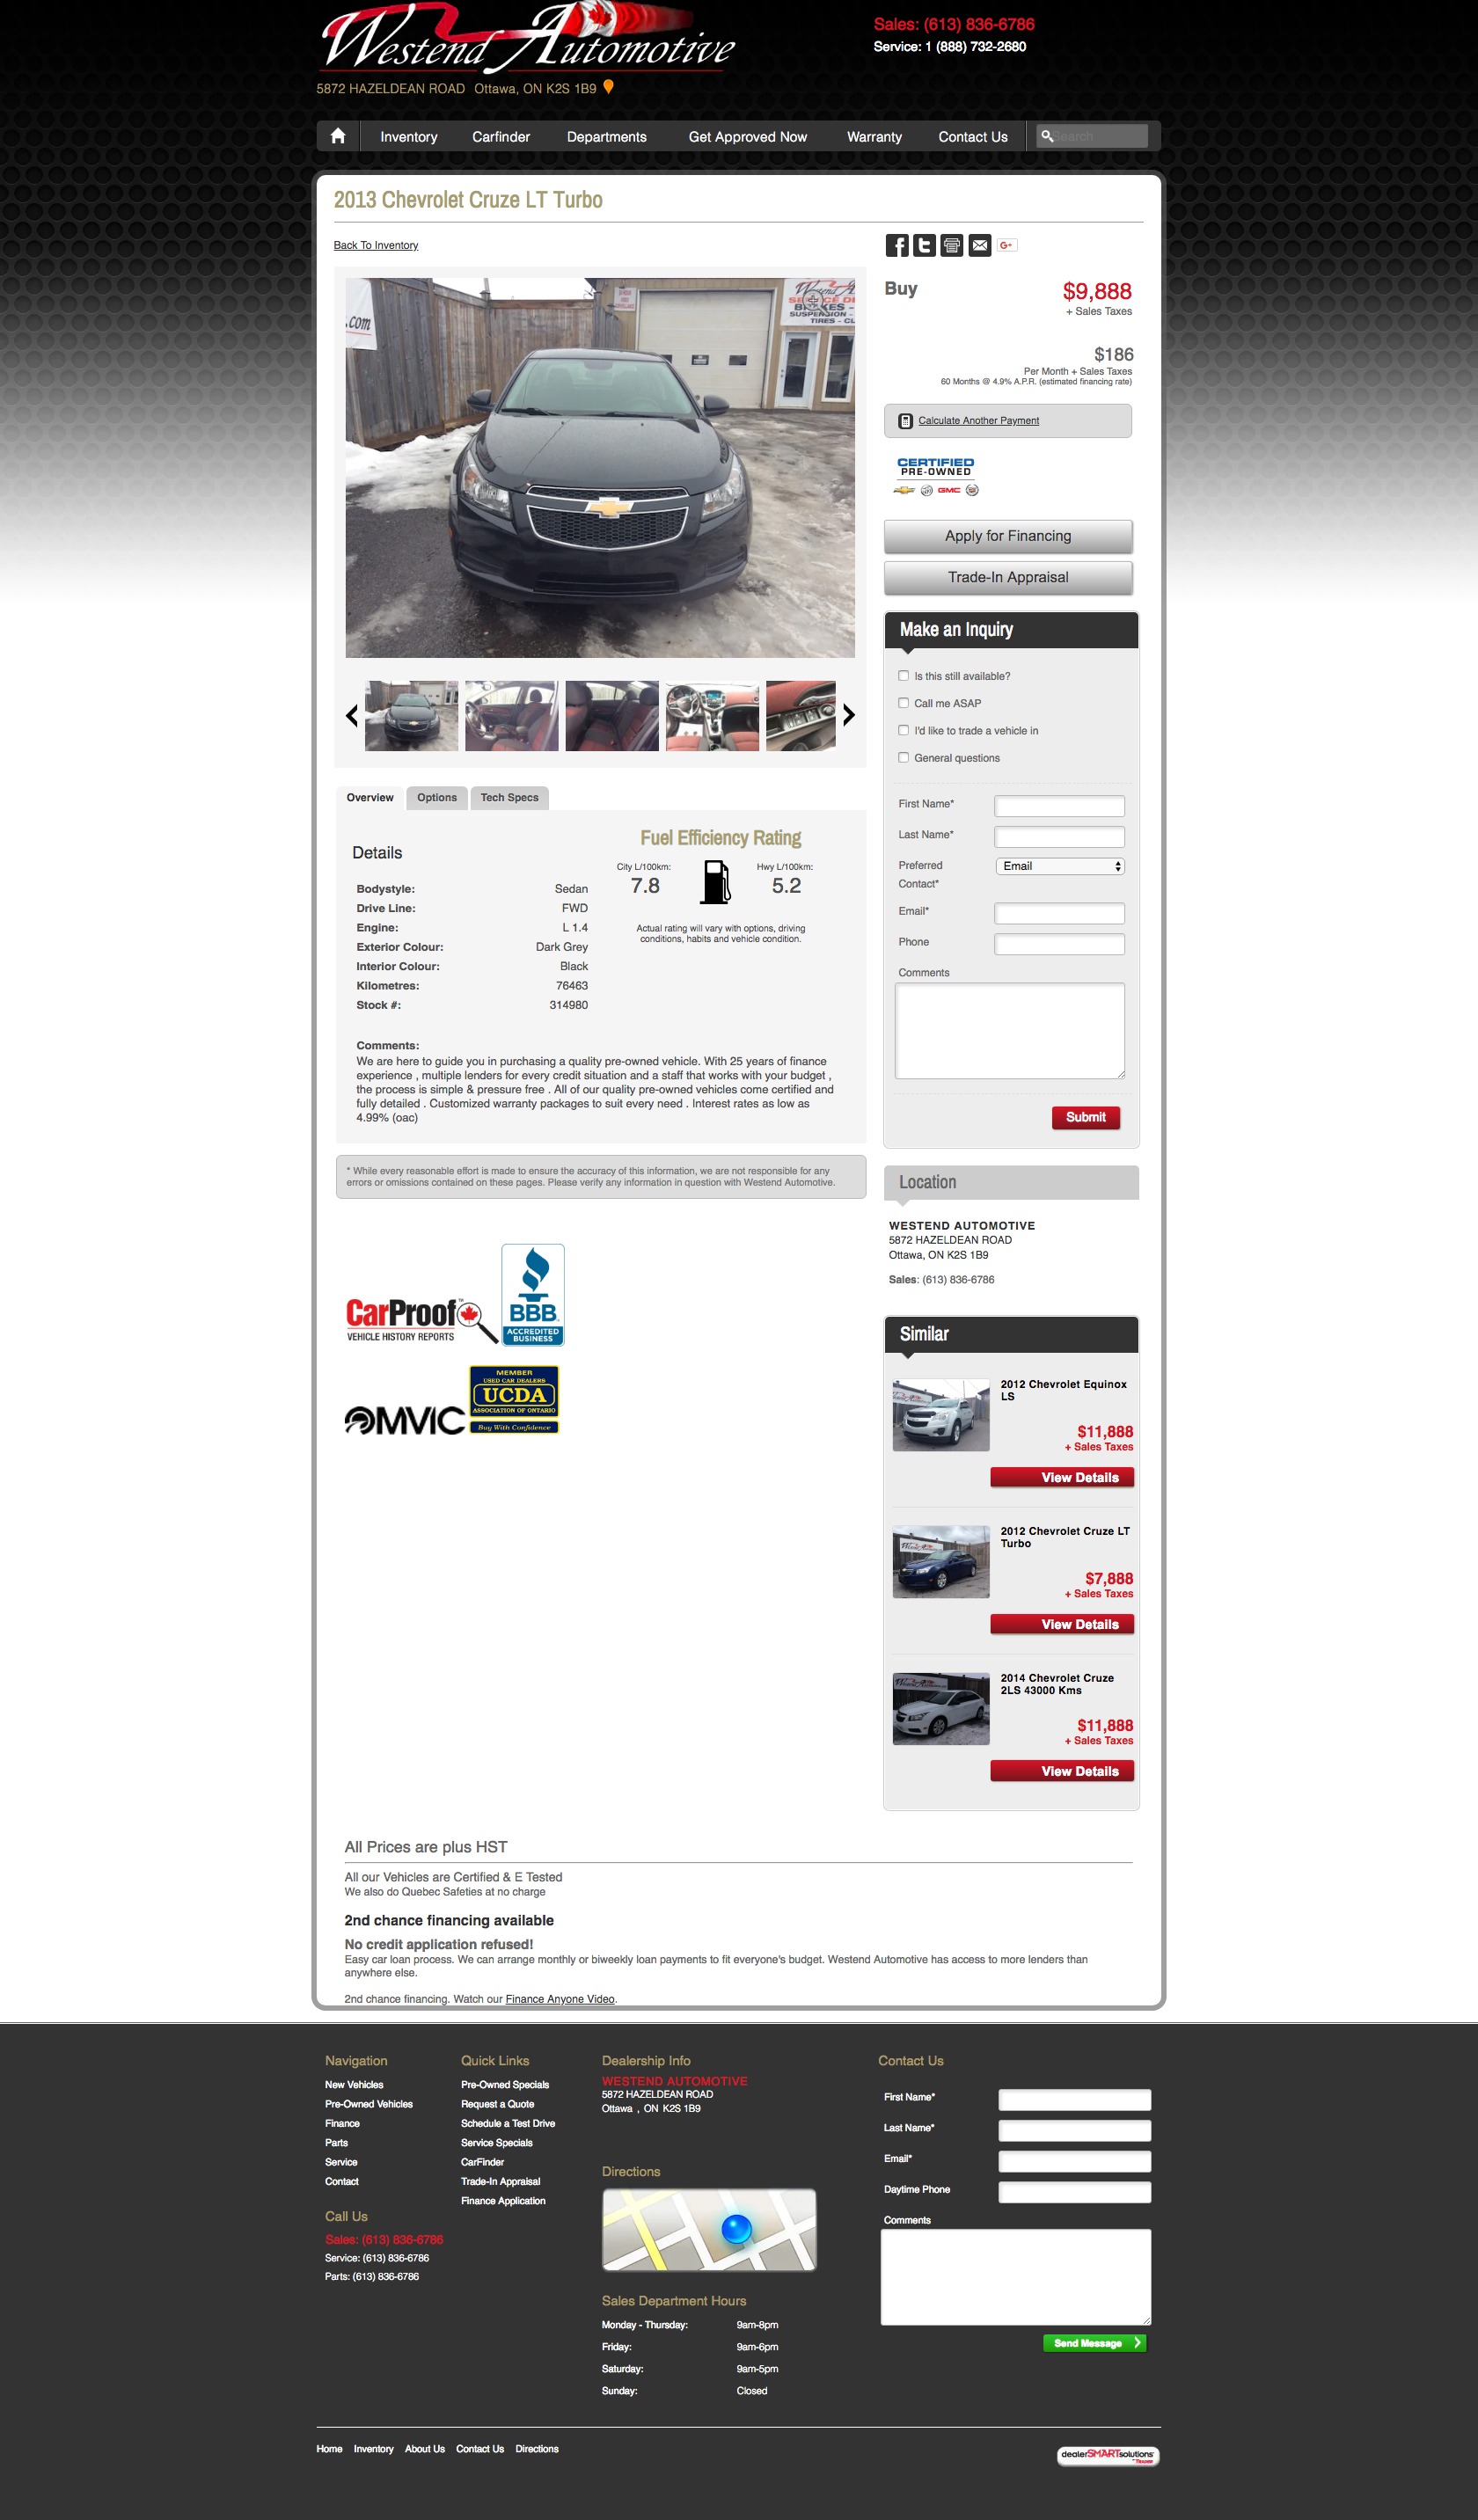 Westend Automotive
Sales: (613) 836-6786
Service: 1 (888) 732-2680
5872 HAZELDEAN ROAD Ottawa, ON K2S 1B9
Inventory Carfinder Departments Get Approved Now Warranty Contact Us Search
2013 Chevrolet Cruze LT Turbo
Back To Inventory
G+
.com
SUSPENSION -
TIRES - CL
Buy $9,888
+ Sales Taxes
$186
Per Month + Sales Taxes
60 Months @ 4.9% A.P.R. (estimated financing rate)
Calculate Another Payment
CERTIFIED
PRE-OWNED
GMC
Apply for Financing
Trade-In Appraisal
Make an Inquiry
Is this still available?
Call me ASAP
I'd like to trade a vehicle in
General questions
First Name*
Last Name*
Preferred
Contact*
Email
Email*
Phone
Comments
Submit
Overview Options Tech Specs
Details
Bodystyle: Sedan
Drive Line: FWD
Engine: L 1.4
Exterior Colour: Dark Grey
Interior Colour: Black
Kilometres: 76463
Stock #: 314980
Fuel Efficiency Rating
City L/100km: Hwy L/100km:
7.8 5.2
Actual rating will vary with options, driving
conditions, habits and vehicle condition.
Comments:
We are here to guide you in purchasing a quality pre-owned vehicle. With 25 years of finance
experience , multiple lenders for every credit situation and a staff that works with your budget ,
the process is simple & pressure free . All of our quality pre-owned vehicles come certified and
fully detailed . Customized warranty packages to suit every need . Interest rates as low as
4.99% (oac)
* While every reasonable effort is made to ensure the accuracy of this information, we are not responsible for any
errors or omissions contained on these pages. Please verify any information in question with Westend Automotive.
CarProof
VEHICLE HISTORY REPORTS
BBB
ACCREDITED
BUSINESS
OMVIC
MEMBER
USED CAR DEALERS
UCDA
ASSOCIATION OF ONTARIO
Buy With Confidence
Location
WESTEND AUTOMOTIVE
5872 HAZELDEAN ROAD
Ottawa, ON K2S 1B9
Sales: (613) 836-6786
Similar
2012 Chevrolet Equinox
LS
$11,888
+ Sales Taxes
View Details
2012 Chevrolet Cruze LT
Turbo
$7,888
+ Sales Taxes
View Details
2014 Chevrolet Cruze
2LS 43000 Kms
$11,888
+ Sales Taxes
View Details
All Prices are plus HST
All our Vehicles are Certified & E Tested
We also do Quebec Safeties at no charge
2nd chance financing available
No credit application refused!
Easy car loan process. We can arrange monthly or biweekly loan payments to fit everyone's budget. Westend Automotive has access to more lenders than
anywhere else.
2nd chance financing. Watch our Finance Anyone Video.
Navigation
New Vehicles
Pre-Owned Vehicles
Finance
Parts
Service
Contact
Call Us
Sales: (613) 836-6786
Service: (613) 836-6786
Parts: (613) 836-6786
Quick Links
Pre-Owned Specials
Request a Quote
Schedule a Test Drive
Service Specials
CarFinder
Trade-In Appraisal
Finance Application
Dealership Info
WESTEND AUTOMOTIVE
5872 HAZELDEAN ROAD
Ottawa , ON K2S 1B9
Directions
Sales Department Hours
Monday - Thursday: 9am-8pm
Friday: 9am-6pm
Saturday: 9am-5pm
Sunday: Closed
Contact Us
First Name*
Last Name*
Email*
Daytime Phone
Comments
Send Message
Home Inventory About Us Contact Us Directions
dealerSMARTsolutions